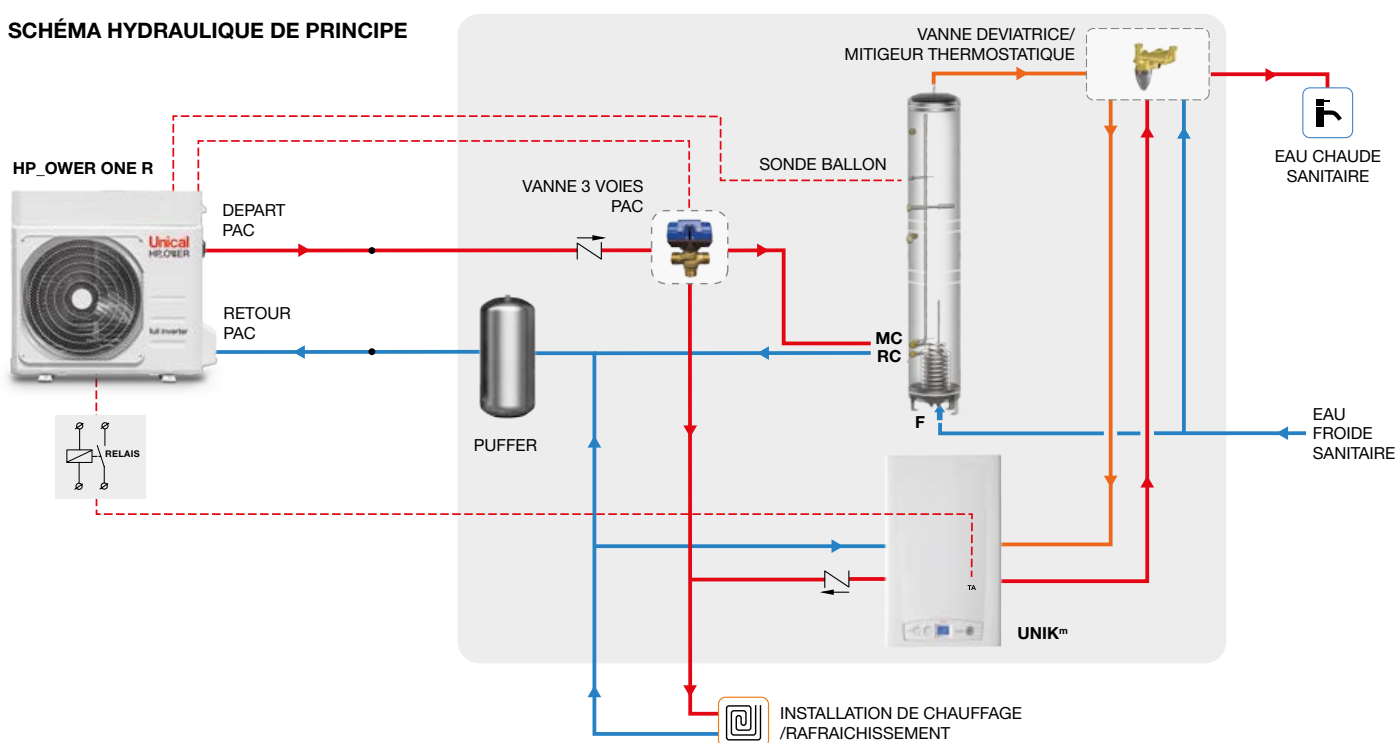 SCHÉMA HYDRAULIQUE DE PRINCIPE
VANNE DEVIATRICE/
MITIGEUR THERMOSTATIQUE
HP_OWER ONE R
SONDE BALLON
EAU CHAUDE
SANITAIRE
VANNE 3 VOIES
PAC
DEPART
PAC
Unical
HP_OWER
RETOUR
PAC
full inverter
MC
RC
F
EAU
FROIDE
SANITAIRE
PUFFER
RELAIS
TA
UNIKᵐ
INSTALLATION DE CHAUFFAGE
/RAFRAICHISSEMENT